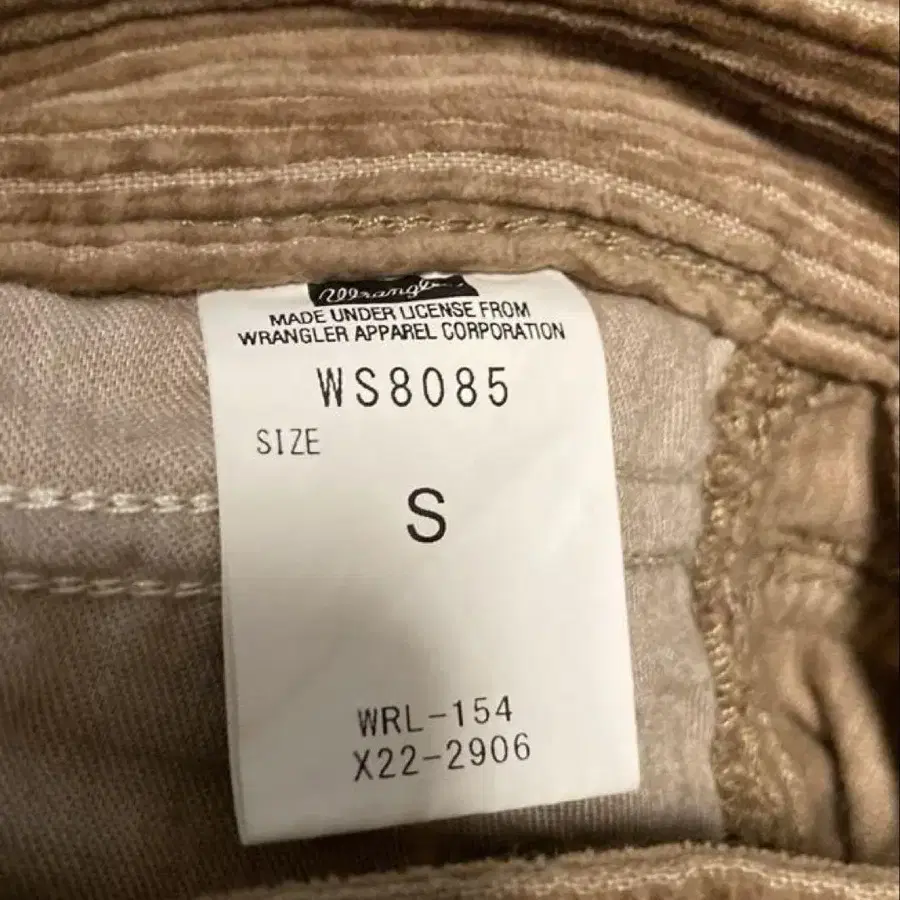 Wrangler
MADE UNDER LICENSE FROM
WRANGLER APPAREL CORPORATION
WS8085
SIZE
S
WRL-154
X22-2906